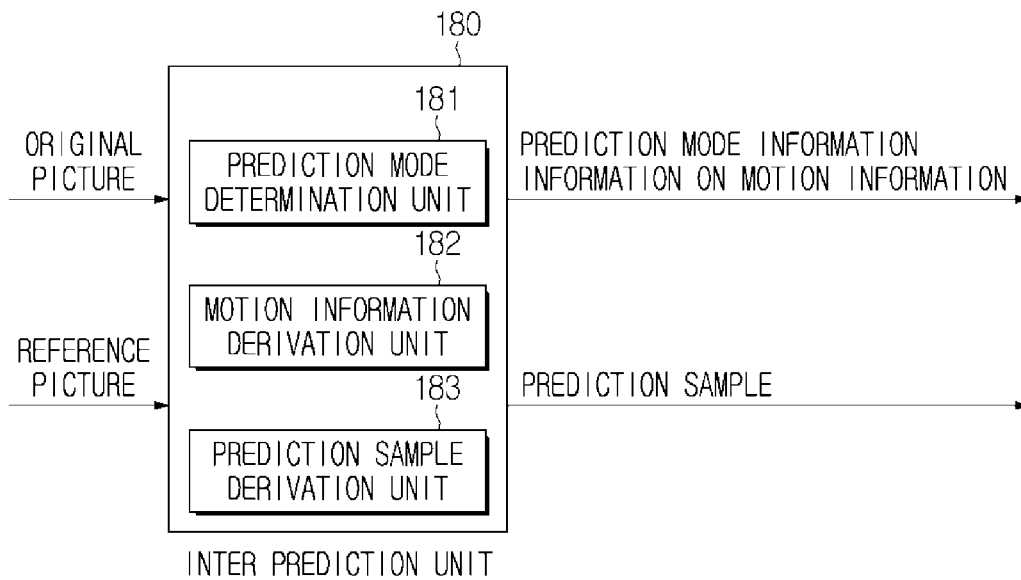 180
181
ORIGINAL
PICTURE
PREDICTION MODE
DETERMINATION UNIT
PREDICTION MODE INFORMATION
INFORMATION ON MOTION INFORMATION
182
MOTION INFORMATION
DERIVATION UNIT
REFERENCE
PICTURE
PREDICTION SAMPLE
183
PREDICTION SAMPLE
DERIVATION UNIT
INTER PREDICTION UNIT